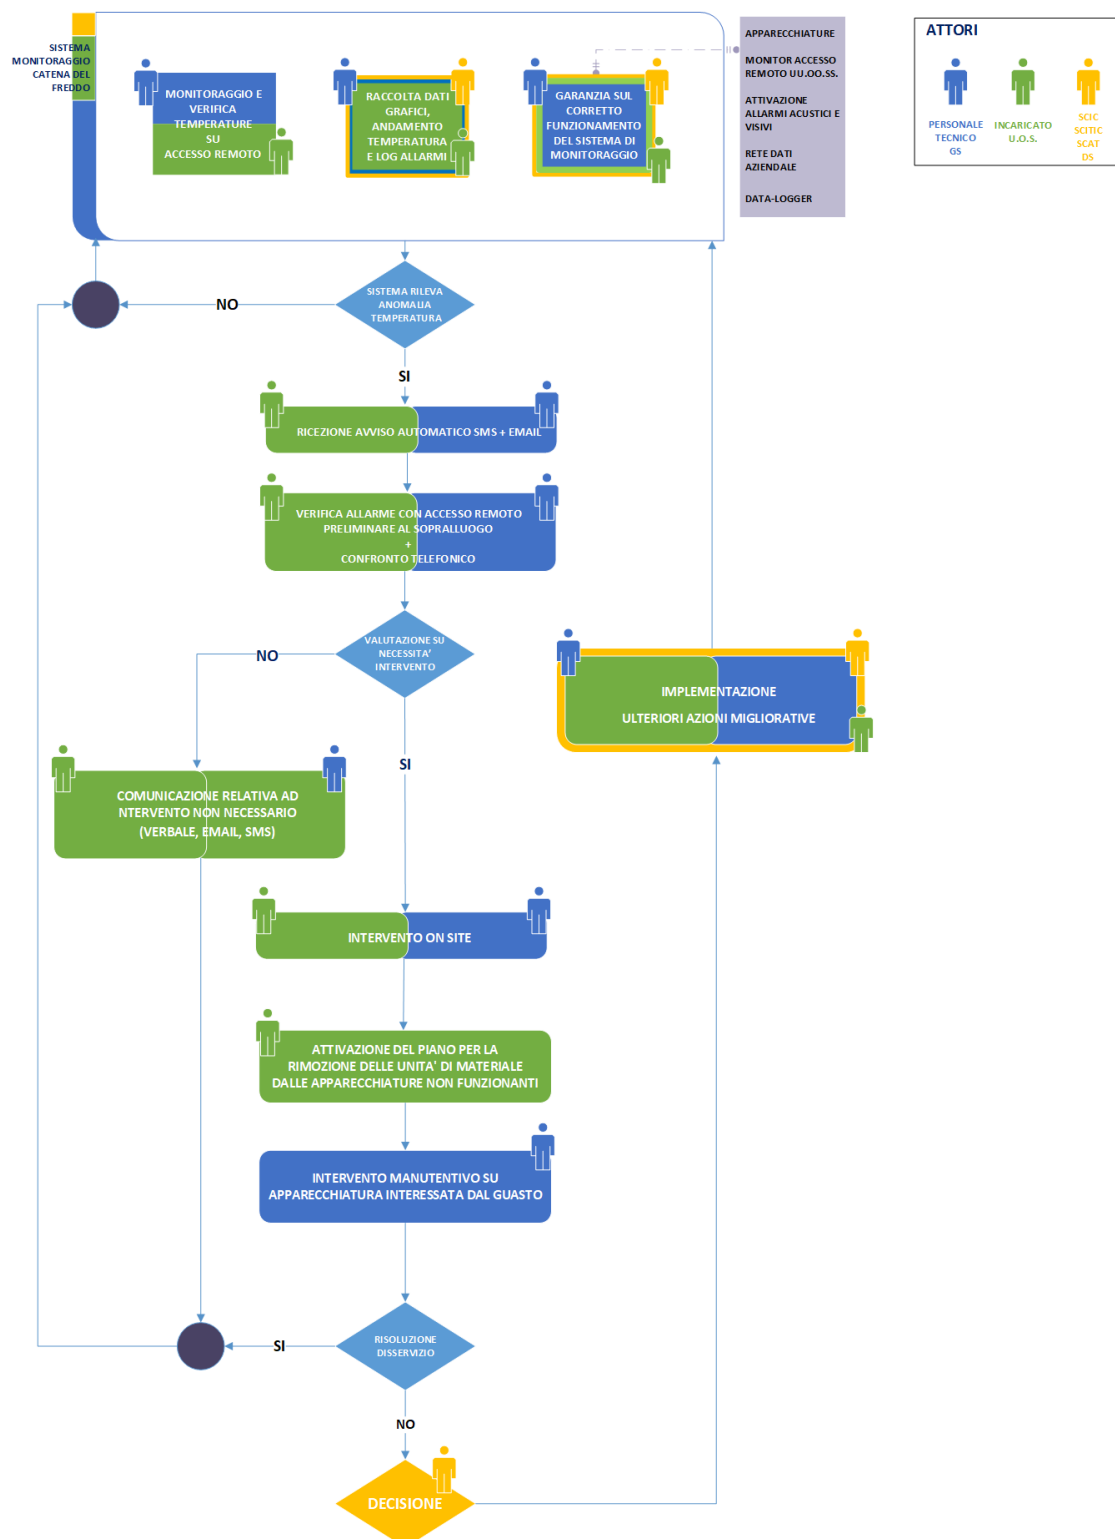 SISTEMA
MONITORAGGIO
CATENA DEL
FREDDO
MONITORAGGIO E
VERIFICA
TEMPERATURE
SU
ACCESSO REMOTO
RACCOLTA DATI
GRAFICI,
ANDAMENTO
TEMPERATURA
E LOG ALLARMI
GARANZIA SUL
CORRETTO
FUNZIONAMENTO
DEL SISTEMA DI
MONITORAGGIO
APPARECCHIATURE
MONITOR ACCESSO
REMOTO UU.OO.SS.
ATTIVAZIONE
ALLARMI ACUSTICI E
VISIVI
RETE DATI
AZIENDALE
DATA-LOGGER
ATTORI
PERSONALE
TECNICO
GS
INCARICATO
U.O.S.
SCIC
SCITIC
SCAT
DS
SISTEMA RILEVA
ANOMALIA
TEMPERATURA
NO
SI
RICEZIONE AVVISO AUTOMATICO SMS + EMAIL
VERIFICA ALLARME CON ACCESSO REMOTO
PRELIMINARE AL SOPRALLUOGO
+
CONFRONTO TELEFONICO
VALUTAZIONE SU
NECESSITA'
INTERVENTO
NO
SI
IMPLEMENTAZIONE
ULTERIORI AZIONI MIGLIORATIVE
COMUNICAZIONE RELATIVA AD
NTERVENTO NON NECESSARIO
(VERBALE, EMAIL, SMS)
INTERVENTO ON SITE
ATTIVAZIONE DEL PIANO PER LA
RIMOZIONE DELLE UNITA' DI MATERIALE
DALLE APPARECCHIATURE NON FUNZIONANTI
INTERVENTO MANUTENTIVO SU
APPARECCHIATURA INTERESSATA DAL GUASTO
RISOLUZIONE
DISSERVIZIO
SI
NO
DECISIONE